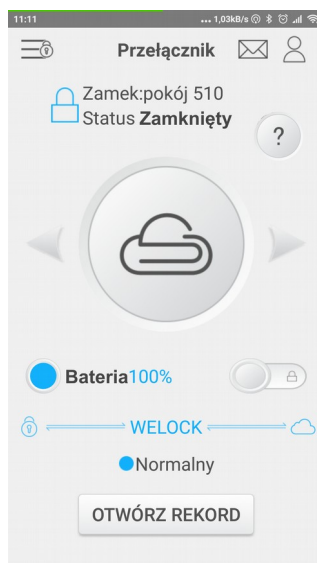 11:11
... 1,03kB/s
Przełącznik
Zamek:pokój 510
Status Zamknięty
?
Bateria100%
WELOCK
Normalny
OTWÓRZ REKORD